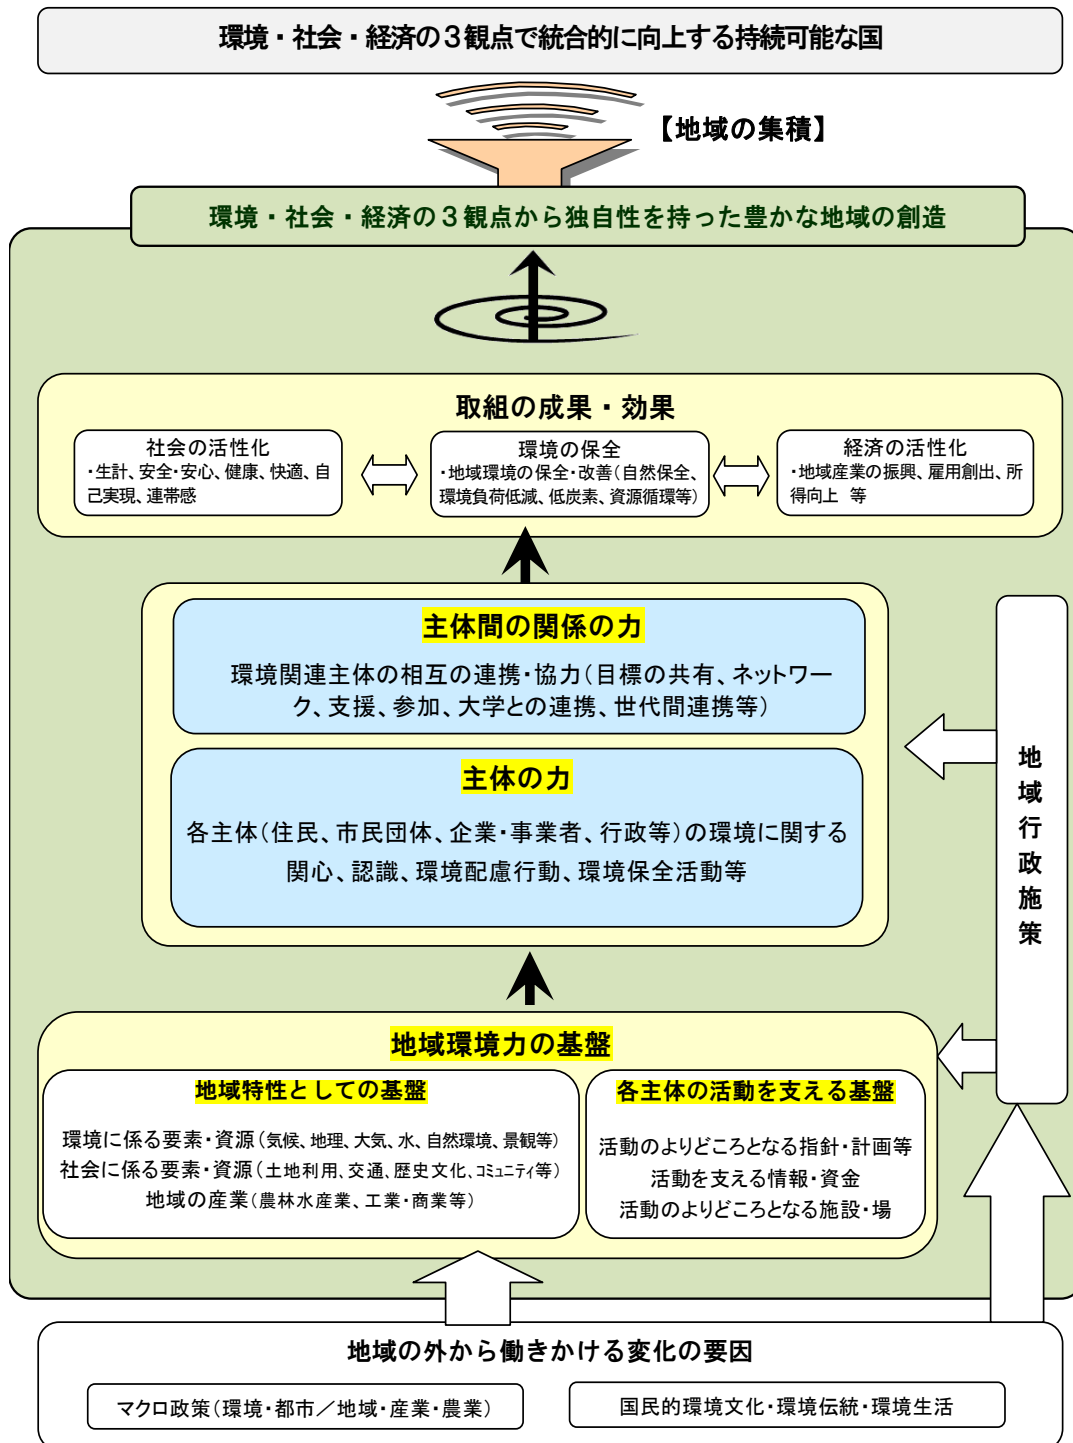 環境・社会・経済の３観点で統合的に向上する持続可能な国
【地域の集積】
環境・社会・経済の３観点から独自性を持った豊かな地域の創造
取組の成果・効果
社会の活性化
・生計、安全・安心、健康、快適、自
己実現、連帯感
環境の保全
・地域環境の保全・改善（自然保全、
環境負荷低減、低炭素、資源循環等）
経済の活性化
・地域産業の振興、雇用創出、所
得向上　等
主体間の関係の力
環境関連主体の相互の連携・協力（目標の共有、ネットワー
ク、支援、参加、大学との連携、世代間連携等）
主体の力
各主体（住民、市民団体、企業・事業者、行政等）の環境に関する
関心、認識、環境配慮行動、環境保全活動等
地域行政施策
地域環境力の基盤
地域特性としての基盤
環境に係る要素・資源（気候、地理、大気、水、自然環境、景観等）
社会に係る要素・資源（土地利用、交通、歴史文化、コミュニティ等）
地域の産業（農林水産業、工業・商業等）
各主体の活動を支える基盤
活動のよりどころとなる指針・計画等
活動を支える情報・資金
活動のよりどころとなる施設・場
地域の外から働きかける変化の要因
マクロ政策（環境・都市／地域・産業・農業）
国民的環境文化・環境伝統・環境生活